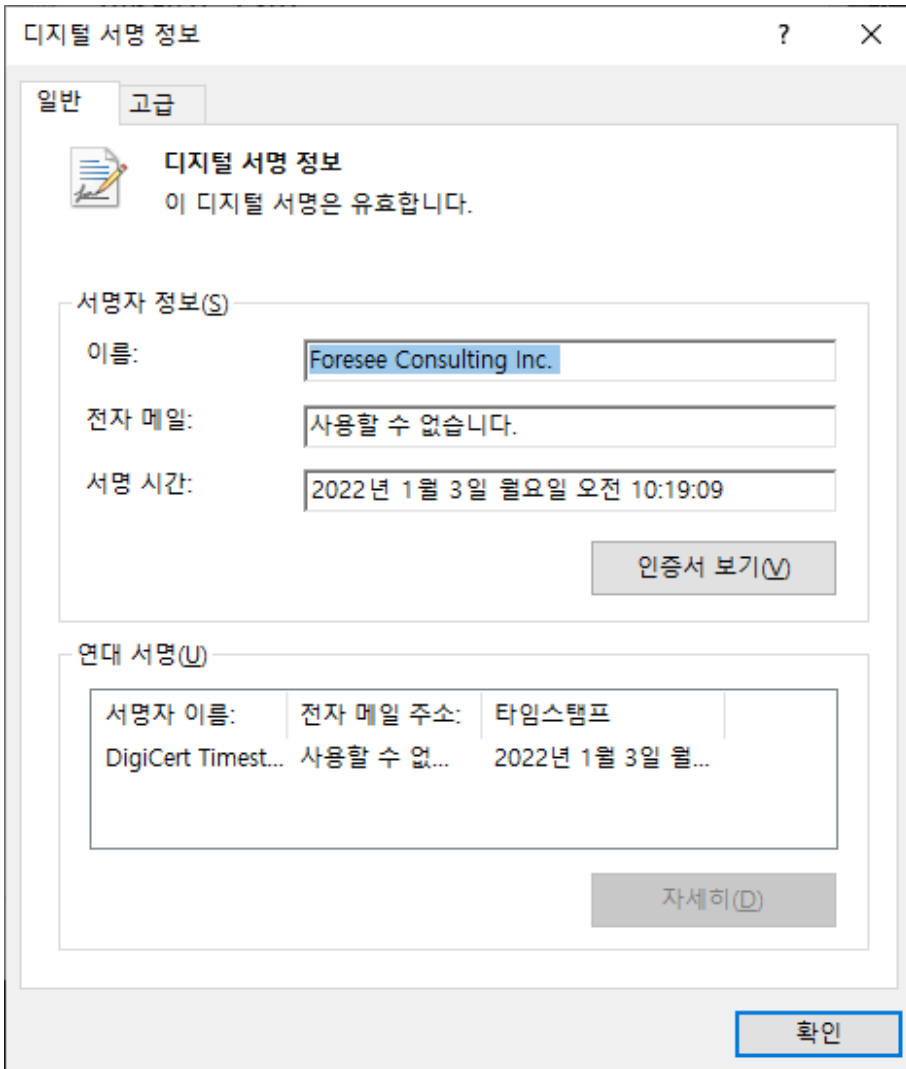 디지털 서명 정보 ?
일반 고급
디지털 서명 정보
이 디지털 서명은 유효합니다.
서명자 정보(S)
이름: Foresee Consulting Inc.
전자 메일: 사용할 수 없습니다.
서명 시간: 2022년 1월 3일 월요일 오전 10:19:09
인증서 보기(V)
연대 서명(U)
서명자 이름: 전자 메일 주소: 타임스탬프
DigiCert Timest... 사용할 수 없... 2022년 1월 3일 월...
자세히(D)
확인